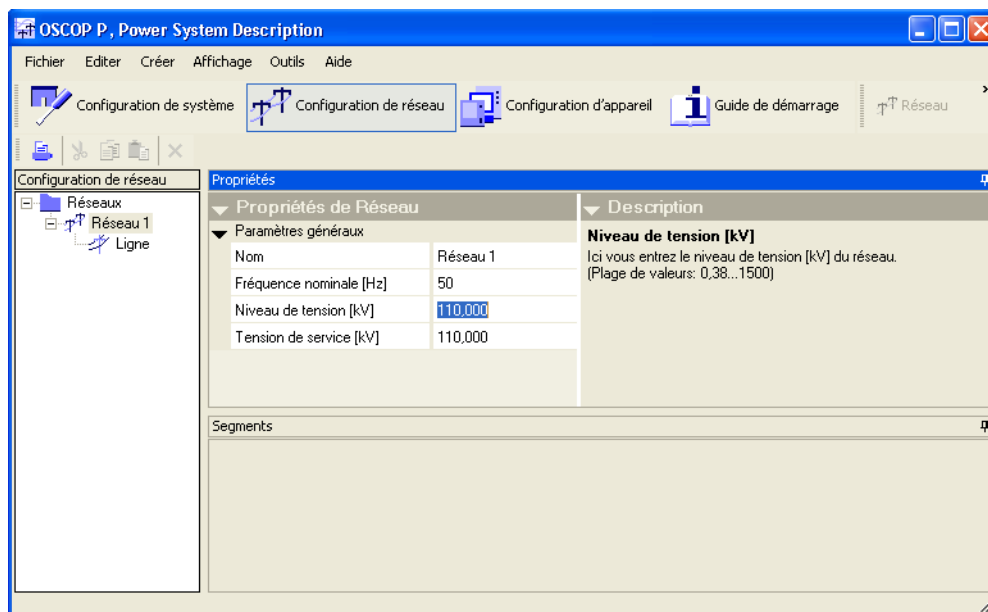 OSCOP P, Power System Description
Fichier Editer Créer Affichage Outils Aide
Configuration de système Configuration de réseau Configuration d'appareil Guide de démarrage Réseau
Configuration de réseau
Réseaux
Réseau 1
Ligne
Propriétés
Propriétés de Réseau
Paramètres généraux
Nom Réseau 1
Fréquence nominale [Hz] 50
Niveau de tension [kV] 110,000
Tension de service [kV] 110,000
Description
Niveau de tension [kV]
Ici vous entrez le niveau de tension [kV] du réseau.
(Plage de valeurs: 0,38...1500)
Segments